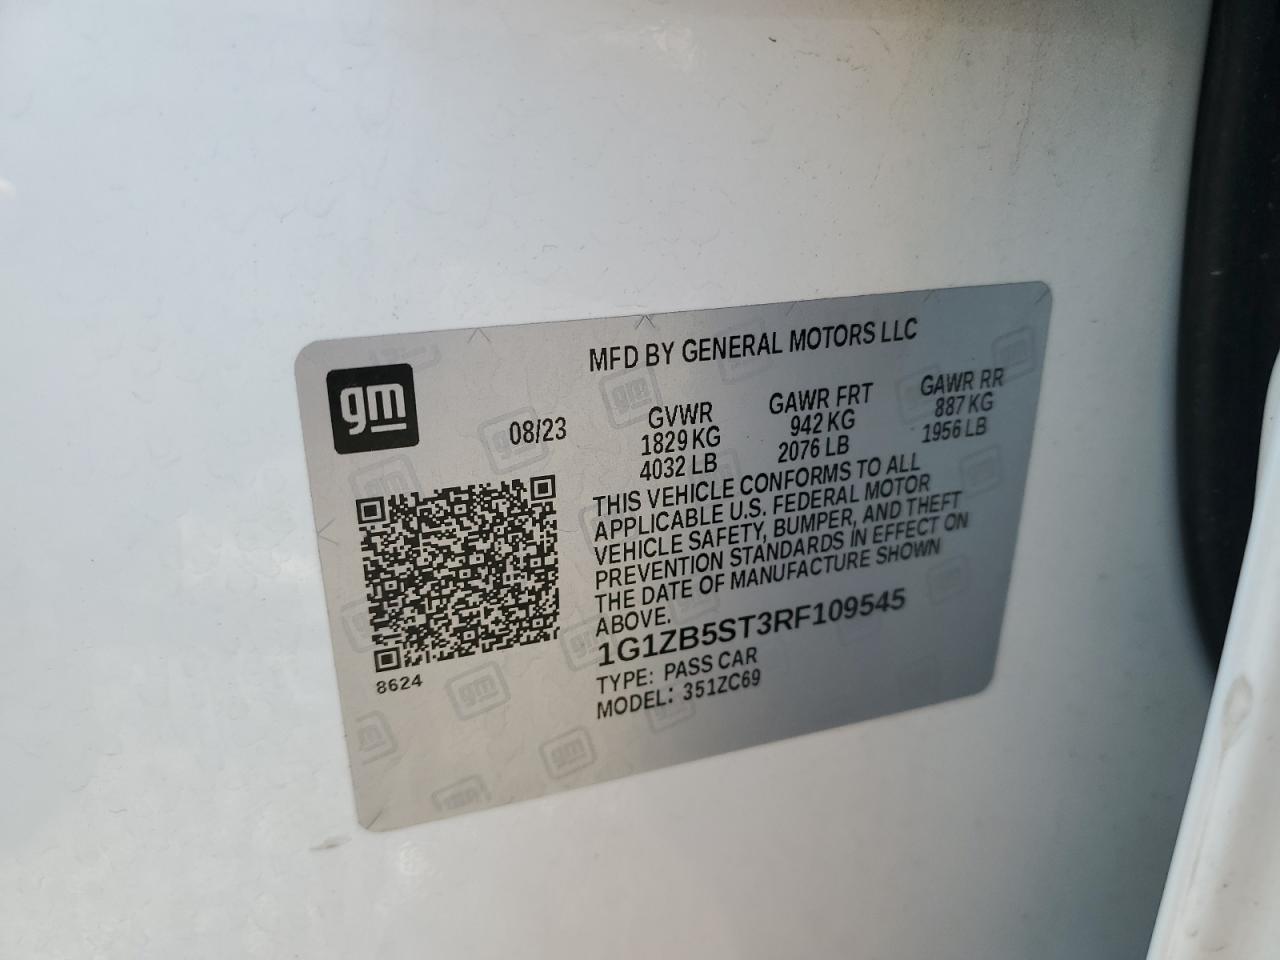 MFD BY GENERAL MOTORS LLC
gm
08/23
GVWR
1829 KG
4032 LB
GAWR FRT
942 KG
2076 LB
GAWR RR
887 KG
1956 LB
THIS VEHICLE CONFORMS TO ALL
APPLICABLE U.S. FEDERAL MOTOR
VEHICLE SAFETY, BUMPER, AND THEFT
PREVENTION STANDARDS IN EFFECT ON
THE DATE OF MANUFACTURE SHOWN
ABOVE.
1G1ZB5ST3RF109545
TYPE: PASS CAR
MODEL: 351ZC69
8624